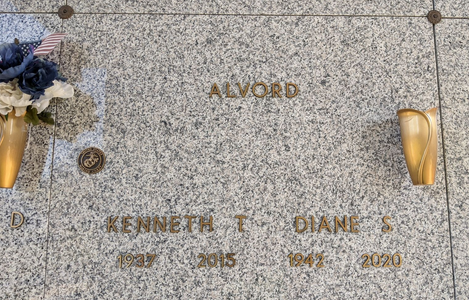 ALVORD
D
KENNETH T DIANE S
1937 2015 1942 2020